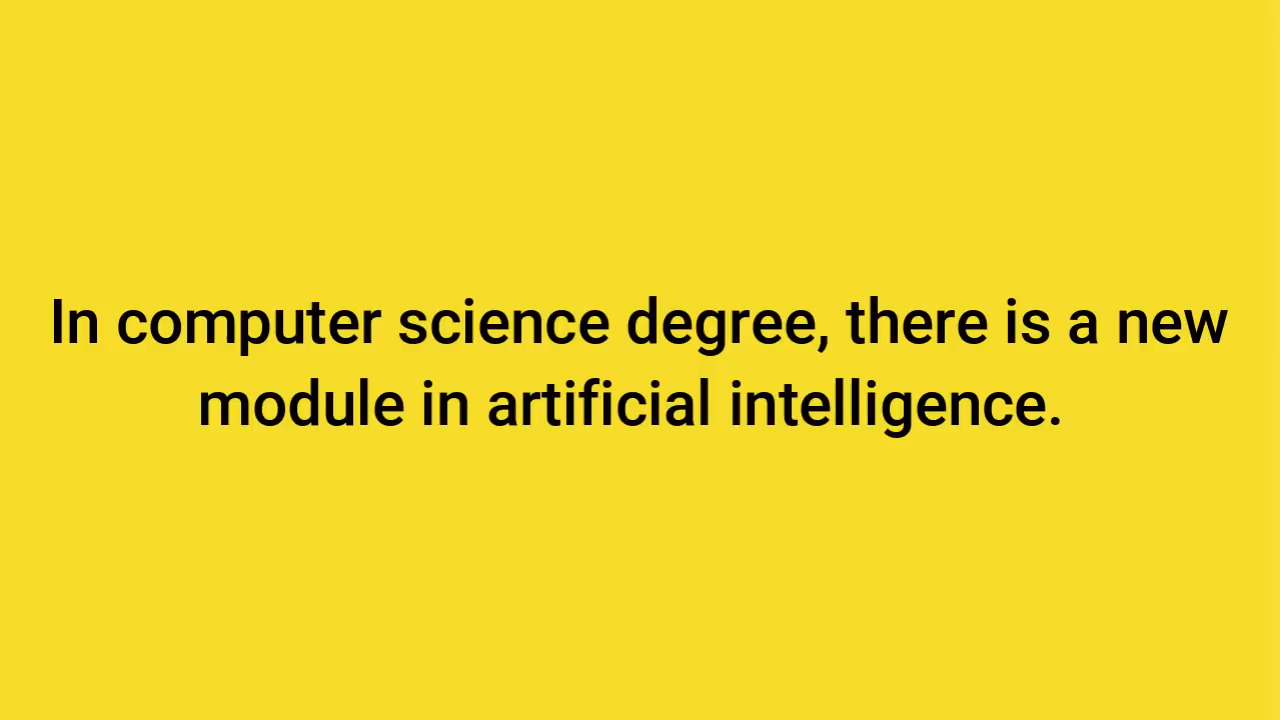 In computer science degree, there is a new
module in artificial intelligence.